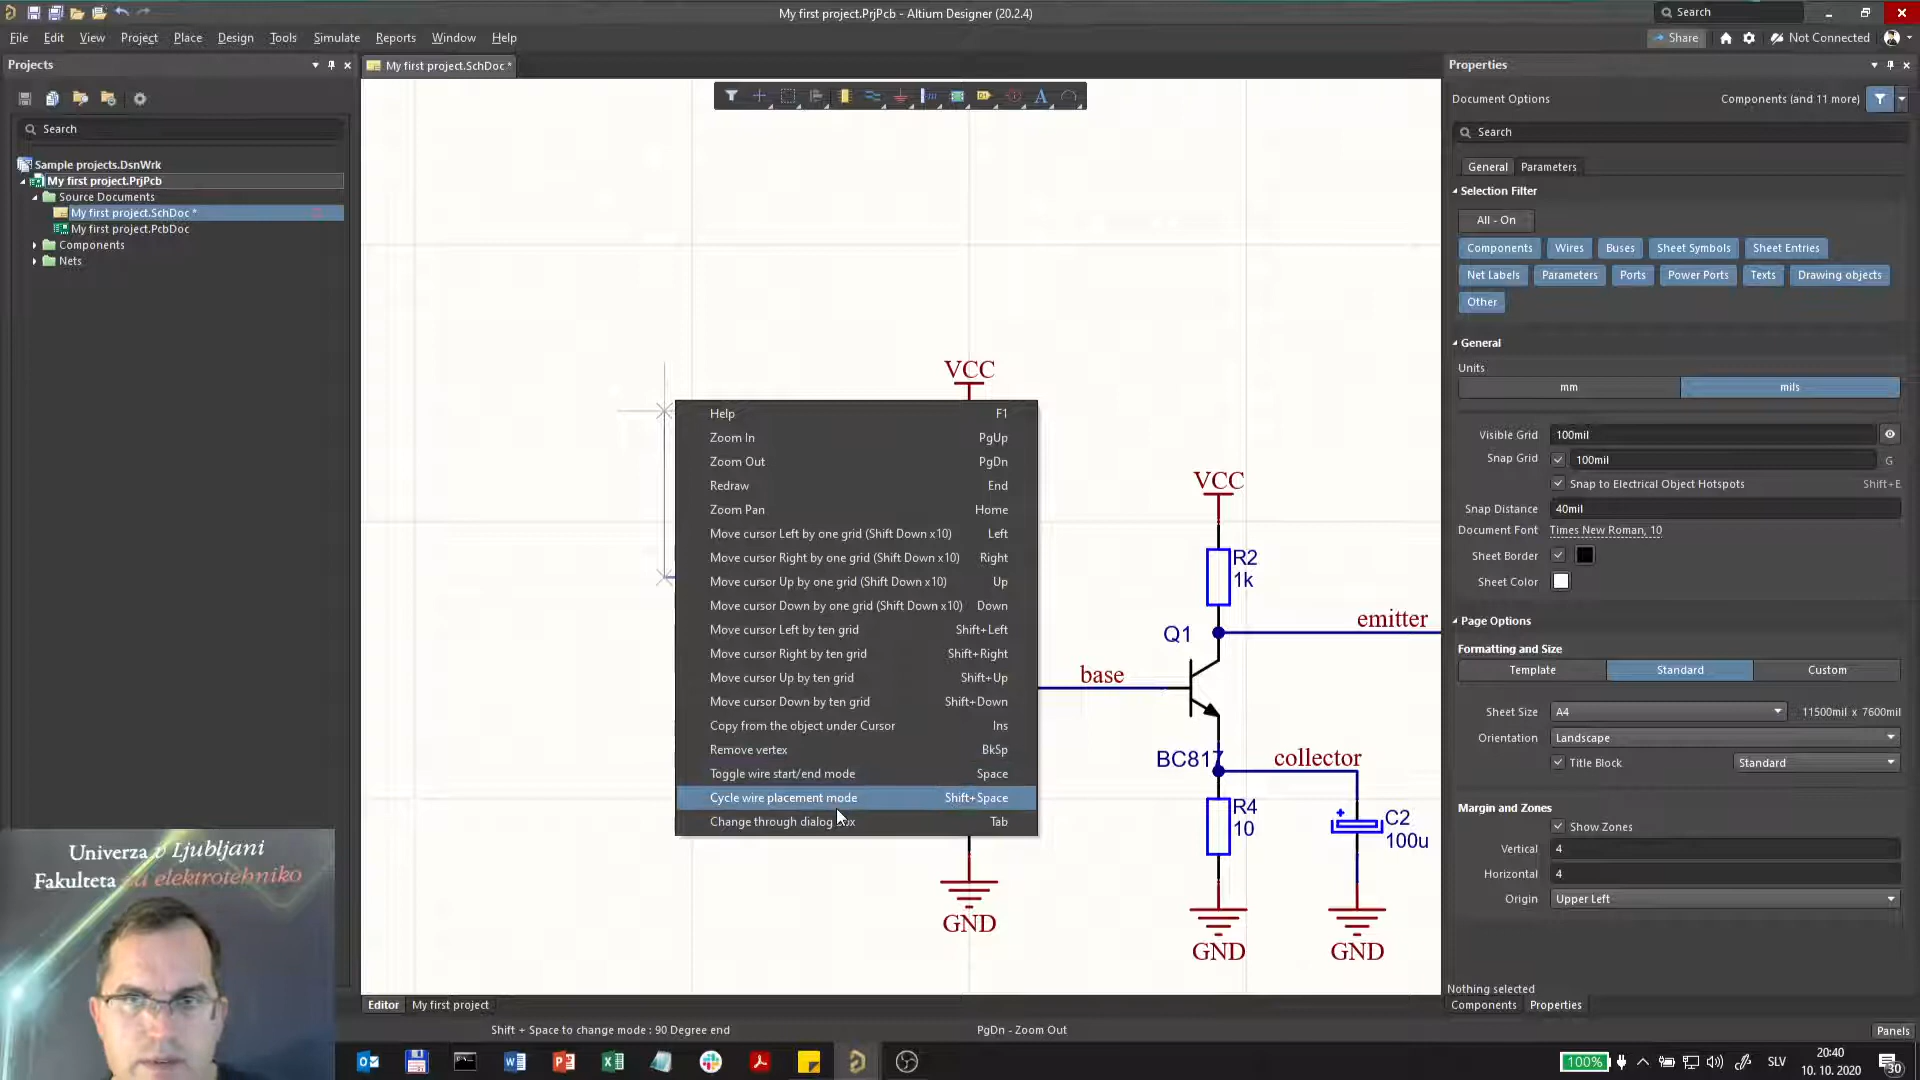 My first project.PrjPcb - Altium Designer (20.2.4)
Search
File Edit View Project Place Design Tools Simulate Reports Window Help
Share
Not Connected
Projects
My first project.SchDoc *
Properties
Document Options
Components (and 11 more)
Search
Search
Sample projects.DsnWrk
My first project.PrjPcb
Source Documents
My first project.SchDoc *
My first project.PcbDoc
Components
Nets
General Parameters
Selection Filter
All - On
Components Wires Buses Sheet Symbols Sheet Entries
Net Labels Parameters Ports Power Ports Texts Drawing objects
Other
General
Units
mm mils
Visible Grid 100mil
Snap Grid 100mil G
Snap to Electrical Object Hotspots Shift+E
Snap Distance 40mil
Document Font Times New Roman, 10
Sheet Border
Sheet Color
Page Options
Formatting and Size
Template Standard Custom
Sheet Size A4 11500mil x 7600mil
Orientation Landscape
Title Block Standard
Margin and Zones
Show Zones
Vertical 4
Horizontal 4
Origin Upper Left
Nothing selected
Components Properties
VCC
Help F1
Zoom In PgUp
Zoom Out PgDn
Redraw End
Zoom Pan Home
Move cursor Left by one grid (Shift Down x10) Left
Move cursor Right by one grid (Shift Down x10) Right
Move cursor Up by one grid (Shift Down x10) Up
Move cursor Down by one grid (Shift Down x10) Down
Move cursor Left by ten grid Shift+Left
Move cursor Right by ten grid Shift+Right
Move cursor Up by ten grid Shift+Up
Move cursor Down by ten grid Shift+Down
Copy from the object under Cursor Ins
Remove vertex BkSp
Toggle wire start/end mode Space
Cycle wire placement mode Shift+Space
Change through dialog Tab
GND
VCC
R2
1k
Q1
emitter
base
BC817
collector
R4
10
C2
100u
GND
GND
Univerza v Ljubljani
Fakulteta za elektrotehniko
Editor My first project
Shift + Space to change mode : 90 Degree end
PgDn - Zoom Out
Panels
100%
SLV
20:40
10. 10. 2020
30